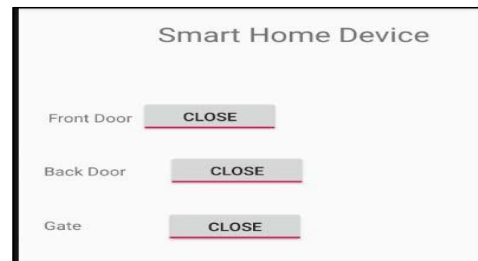 Smart Home Device
Front Door CLOSE
Back Door CLOSE
Gate CLOSE